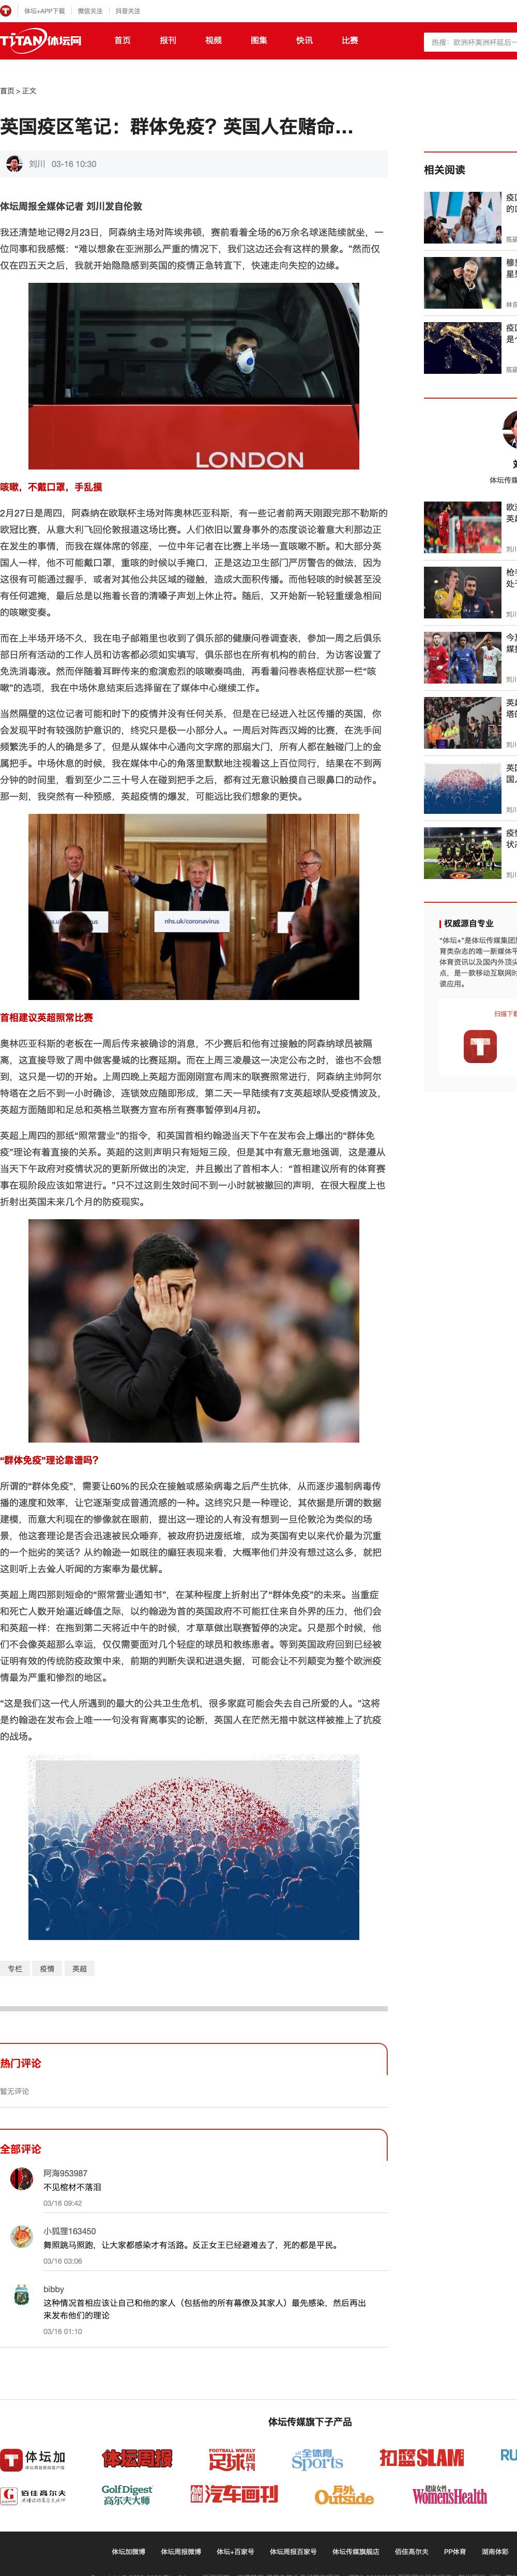 体坛+APP下载 微信关注 抖音关注
TiTAN体坛网
首页 报刊 视频 图集 快讯 比赛
热搜：欧洲杯美洲杯延后一
首页 > 正文
英国疫区笔记：群体免疫？英国人在赌命...
刘川 03-16 10:30
体坛周报全媒体记者 刘川发自伦敦
我还清楚地记得2月23日，阿森纳主场对阵埃弗顿，赛前看着全场的6万余名球迷陆续就坐，一
位同事和我感慨：“难以想象在亚洲那么严重的情况下，我们这边还会有这样的景象。”然而仅
仅在四五天之后，我就开始隐隐感到英国的疫情正急转直下，快速走向失控的边缘。
LONDON
咳嗽，不戴口罩，手乱摸
2月27日是周四，阿森纳在欧联杯主场对阵奥林匹亚科斯，有一些记者前两天刚跟完那不勒斯的
欧冠比赛，从意大利飞回伦敦报道这场比赛。人们依旧以置身事外的态度谈论着意大利那边正
在发生的事情，而我在媒体席的邻座，一位中年记者在比赛上半场一直咳嗽不断。和大部分英
国人一样，他不可能戴口罩，重咳的时候以手掩口，正是这边卫生部门严厉警告的做法，因为
这很有可能通过握手，或者对其他公共区域的碰触，造成大面积传播。而他轻咳的时候甚至没
有任何遮掩，最后总是以拖着长音的清嗓子声划上休止符。随后，又开始新一轮轻重缓急相间
的咳嗽变奏。
而在上半场开场不久，我在电子邮箱里也收到了俱乐部的健康问卷调查表，参加一周之后俱乐
部日所有活动的工作人员和访客都必须如实填写，俱乐部也在所有机构的前台，为访客设置了
免洗消毒液。然而伴随着耳畔传来的愈演愈烈的咳嗽奏鸣曲，再看着问卷表格症状那一栏“咳
嗽”的选项，我在中场休息结束后选择留在了媒体中心继续工作。
当然隔壁的这位记者可能和时下的疫情并没有任何关系，但是在已经进入社区传播的英国，你
会发现平时有较强防护意识的，终究只是极一小部分人。一周后对阵西汉姆的比赛，在洗手间
频繁洗手的人的确是多了，但是从媒体中心通向文字席的那扇大门，所有人都在触碰门上的金
属把手。中场休息的时候，我在媒体中心的角落里默默地注视着这上百位同行，结果在不到两
分钟的时间里，看到至少二三十号人在碰到把手之后，都有过无意识触摸自己眼鼻口的动作。
那一刻，我突然有一种预感，英超疫情的爆发，可能远比我们想象的更快。
nhs.uk/coronavirus
首相建议英超照常比赛
奥林匹亚科斯的老板在一周后传来被确诊的消息，不少赛后和他有过接触的阿森纳球员被隔
离，这直接导致了周中做客曼城的比赛延期。而在上周三凌晨这一决定公布之时，谁也不会想
到，这只是一切的开始。上周四晚上英超方面刚刚宣布周末的联赛照常进行，阿森纳主帅阿尔
特塔在之后不到一小时确诊，连锁效应随即形成，第二天一早陆续有7支英超球队受疫情波及，
英超方面随即和足总和英格兰联赛方宣布所有赛事暂停到4月初。
英超上周四的那纸“照常营业”的指令，和英国首相约翰逊当天下午在发布会上爆出的“群体免
疫”理论有着直接的关系。英超的这则声明只有短短三段，但是其中有意无意地强调，这是遵从
当天下午政府对疫情状况的更新所做出的决定，并且搬出了首相本人：“首相建议所有的体育赛
事在现阶段应该如常进行。”只不过这则生效时间不到一小时就被撤回的声明，在很大程度上也
折射出英国未来几个月的防疫现实。
“群体免疫”理论靠谱吗？
所谓的“群体免疫”，需要让60%的民众在接触或感染病毒之后产生抗体，从而逐步遏制病毒传
播的速度和效率，让它逐渐变成普通流感的一种。这终究只是一种理论，其依据是所谓的数据
建模，而意大利现在的惨像就在眼前，提出这一理论的人有没有想到一旦伦敦沦为类似的场
景，他这套理论是否会迅速被民众唾弃，被政府扔进废纸堆，成为英国有史以来代价最为沉重
的一个拙劣的笑话？从约翰逊一如既往的癫狂表现来看，大概率他们并没有想过这么多，就把
这则听上去耸人听闻的方案奉为最优解。
英超上周四那则短命的“照常营业通知书”，在某种程度上折射出了“群体免疫”的未来。当重症
和死亡人数开始逼近峰值之际，以约翰逊为首的英国政府不可能扛住来自外界的压力，他们会
和英超一样：在拖到第二天将近中午的时候，才草草做出联赛暂停的决定。只是那个时候，他
们不会像英超那么幸运，仅仅需要面对几个轻症的球员和教练患者。等到英国政府回到已经被
证明有效的传统防疫政策中来，前期的判断失误和进退失据，可能会让不列颠变为整个欧洲疫
情最为严重和惨烈的地区。
“这是我们这一代人所遇到的最大的公共卫生危机，很多家庭可能会失去自己所爱的人。”这将
是约翰逊在发布会上唯一一句没有背离事实的论断，英国人在茫然无措中就这样被推上了抗疫
的战场。
专栏 疫情 英超
热门评论
暂无评论
全部评论
阿海953987
不见棺材不落泪
03/16 09:42
小狐狸163450
舞照跳马照跑，让大家都感染才有活路。反正女王已经避难去了，死的都是平民。
03/16 03:06
bibby
这种情况首相应该让自己和他的家人（包括他的所有幕僚及其家人）最先感染，然后再出
来发布他们的理论
03/16 01:10
相关阅读
疫
的
陈
穆
星
林良
疫
是
陈
体坛传媒
欧
英超
刘川
枪
处于
刘川
今
媒
刘川
英超
塔
刘川
英国
国人
刘川
疫情
状
刘川
权威源自专业
“体坛+”是体坛传媒集团
育类杂志的唯一新媒体平
体育资讯以及国内外顶尖
点，是一款移动互联网时
谈应用。
扫描下载
体坛传媒旗下子产品
体坛加 体坛周报 FOOTBALL WEEKLY 足球周刊 全体育 Sports 扣篮SLAM RU
佰佳高尔夫 Golf Digest 高尔夫大师 汽车画刊 户外 Outside 健康女性 Women'sHealth
体坛加微博 体坛周报微博 体坛+百家号 体坛周报百家号 体坛传媒旗舰店 佰佳高尔夫 PP体育 湖南体彩